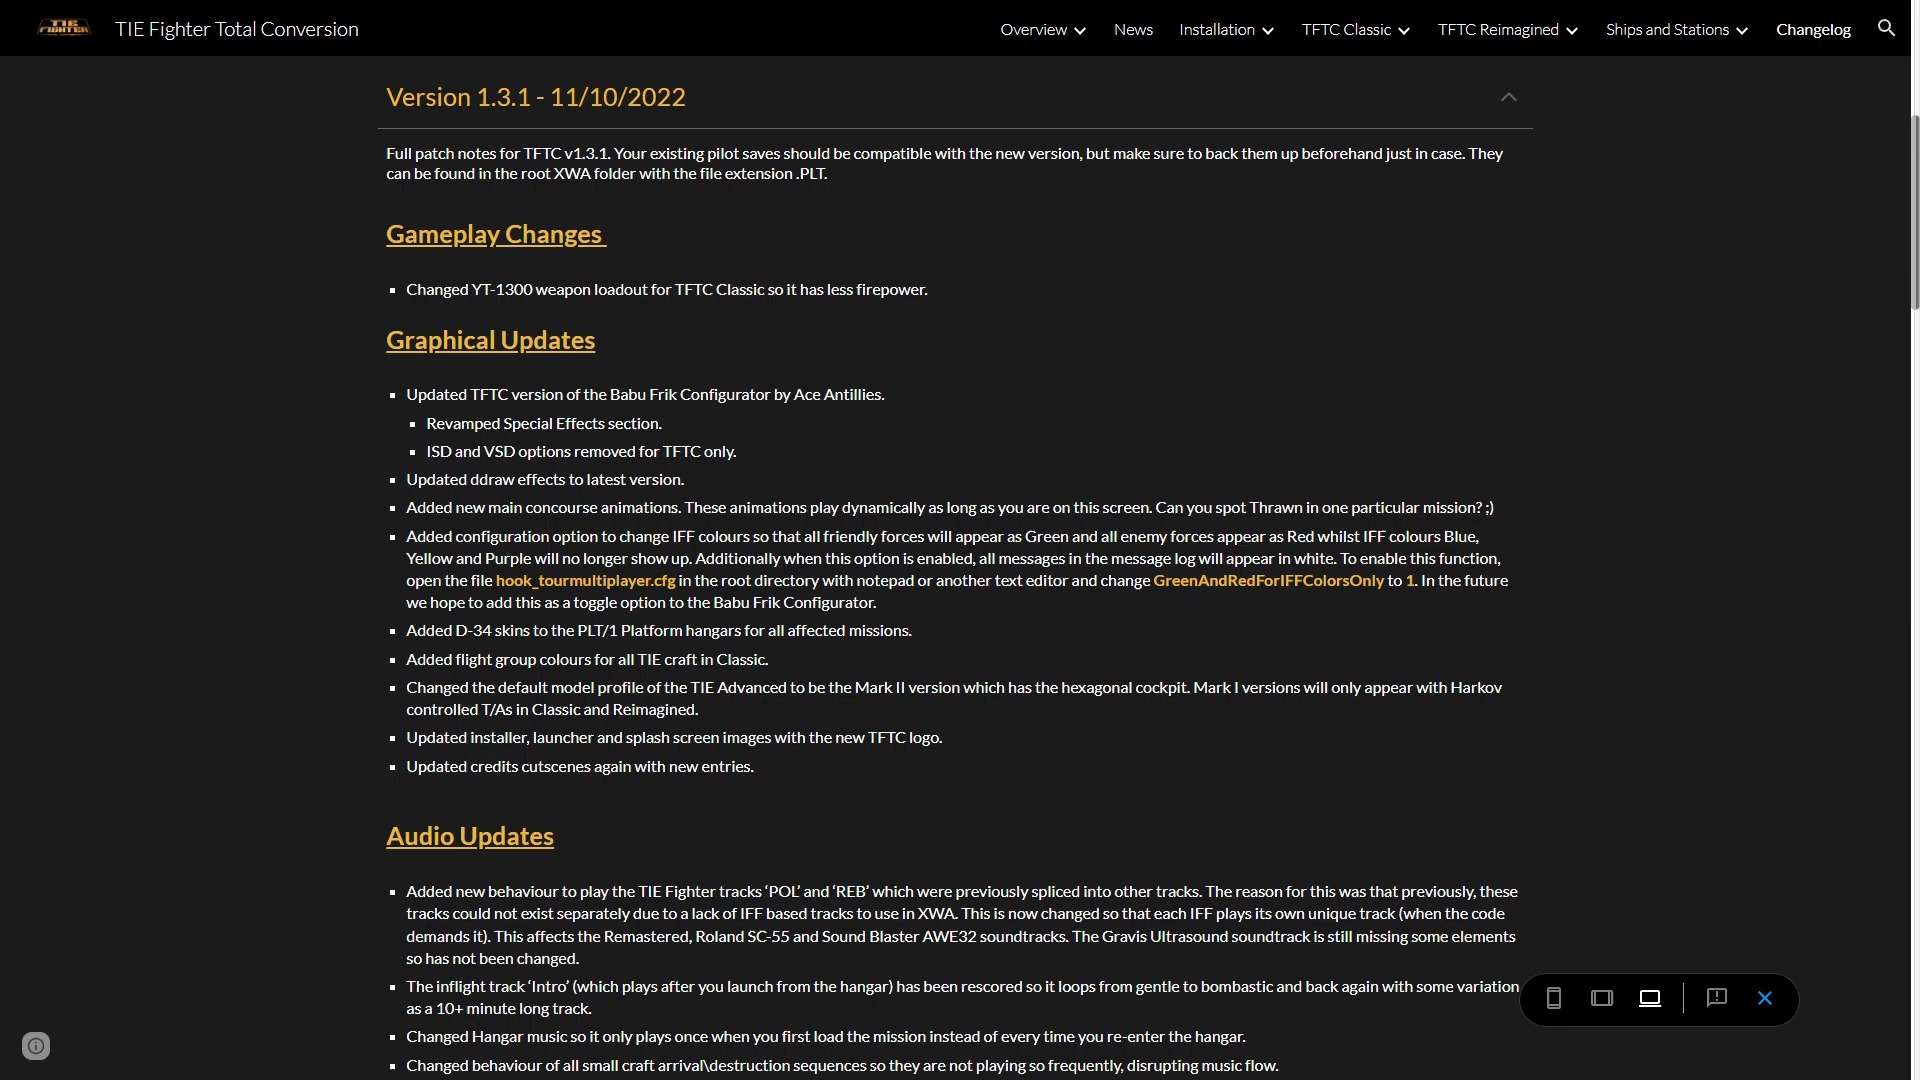 TIE FIGHTER
TIE Fighter Total Conversion
Overview
News
Installation
TFTC Classic
TFTC Reimagined
Ships and Stations
Changelog
Version 1.3.1 - 11/10/2022
Full patch notes for TFTC v1.3.1. Your existing pilot saves should be compatible with the new version, but make sure to back them up beforehand just in case. They
can be found in the root XWA folder with the file extension .PLT.
Gameplay Changes
Changed YT-1300 weapon loadout for TFTC Classic so it has less firepower.
Graphical Updates
Updated TFTC version of the Babu Frik Configurator by Ace Antillies.
Revamped Special Effects section.
ISD and VSD options removed for TFTC only.
Updated ddraw effects to latest version.
Added new main concourse animations. These animations play dynamically as long as you are on this screen. Can you spot Thrawn in one particular mission? ;)
Added configuration option to change IFF colours so that all friendly forces will appear as Green and all enemy forces appear as Red whilst IFF colours Blue,
Yellow and Purple will no longer show up. Additionally when this option is enabled, all messages in the message log will appear in white. To enable this function,
open the file hook_tourmultiplayer.cfg in the root directory with notepad or another text editor and change GreenAndRedForIFFColorsOnly to 1. In the future
we hope to add this as a toggle option to the Babu Frik Configurator.
Added D-34 skins to the PLT/1 Platform hangars for all affected missions.
Added flight group colours for all TIE craft in Classic.
Changed the default model profile of the TIE Advanced to be the Mark II version which has the hexagonal cockpit. Mark I versions will only appear with Harkov
controlled T/As in Classic and Reimagined.
Updated installer, launcher and splash screen images with the new TFTC logo.
Updated credits cutscenes again with new entries.
Audio Updates
Added new behaviour to play the TIE Fighter tracks ‘POL’ and ‘REB’ which were previously spliced into other tracks. The reason for this was that previously, these
tracks could not exist separately due to a lack of IFF based tracks to use in XWA. This is now changed so that each IFF plays its own unique track (when the code
demands it). This affects the Remastered, Roland SC-55 and Sound Blaster AWE32 soundtracks. The Gravis Ultrasound soundtrack is still missing some elements
so has not been changed.
The inflight track ‘Intro’ (which plays after you launch from the hangar) has been rescored so it loops from gentle to bombastic and back again with some variation
as a 10+ minute long track.
Changed Hangar music so it only plays once when you first load the mission instead of every time you re-enter the hangar.
Changed behaviour of all small craft arrival\destruction sequences so they are not playing so frequently, disrupting music flow.